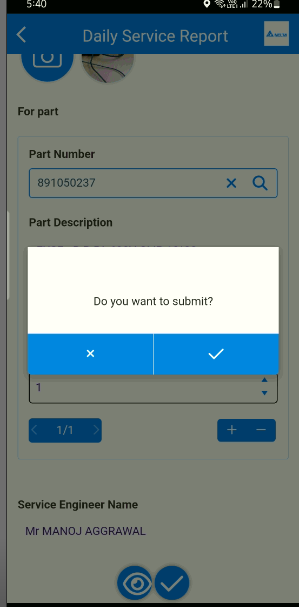 5:40
22%
Daily Service Report
For part
Part Number
891050237
Part Description
Do you want to submit?
1
1/1
Service Engineer Name
Mr MANOJ AGGRAWAL